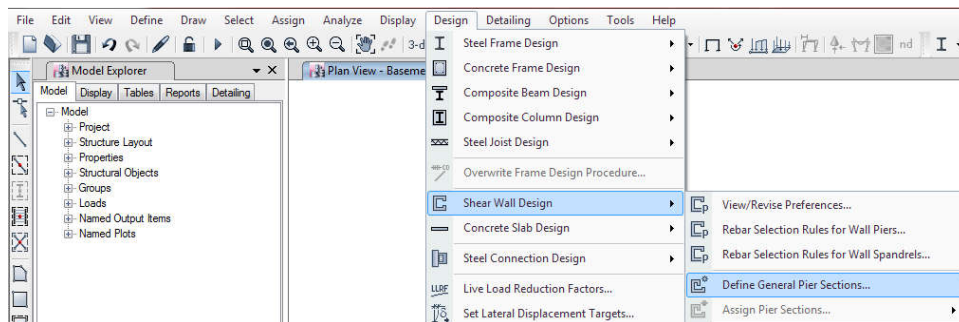 File Edit View Define Draw Select Assign Analyze Display Design Detailing Options Tools Help
3-d
nd
Model Explorer
Plan View - Baseme
Model Display Tables Reports Detailing
Model
Project
Structure Layout
Properties
Structural Objects
Groups
Loads
Named Output Items
Named Plots
Steel Frame Design
Concrete Frame Design
Composite Beam Design
Composite Column Design
Steel Joist Design
Overwrite Frame Design Procedure...
Shear Wall Design
Concrete Slab Design
Steel Connection Design
LLRF Live Load Reduction Factors...
Set Lateral Displacement Targets...
View/Revise Preferences...
Rebar Selection Rules for Wall Piers...
Rebar Selection Rules for Wall Spandrels...
Define General Pier Sections...
Assign Pier Sections...